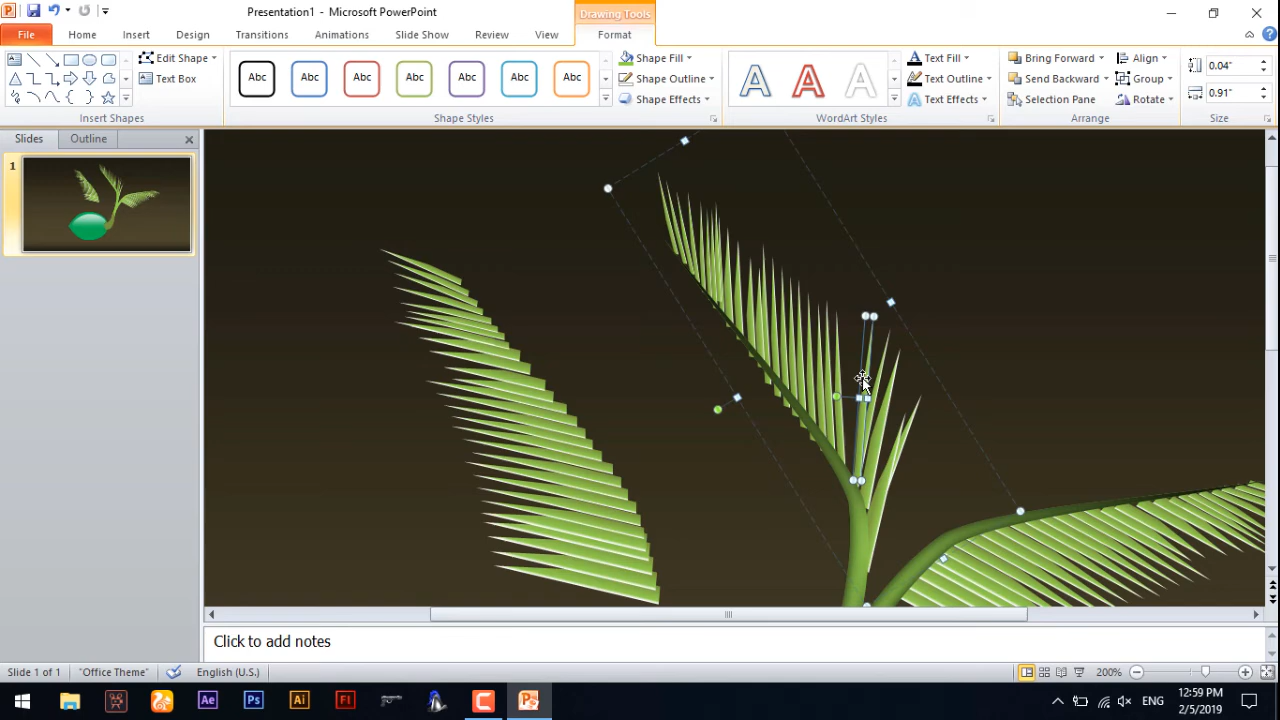 Presentation1 - Microsoft PowerPoint
Drawing Tools
File
Home
Insert
Design
Transitions
Animations
Slide Show
Review
View
Format
Edit Shape
Text Box
Insert Shapes
Abc
Abc
Abc
Abc
Abc
Abc
Abc
Shape Fill
Shape Outline
Shape Effects
Shape Styles
A
A
A
Text Fill
Text Outline
Text Effects
WordArt Styles
Bring Forward
Send Backward
Selection Pane
Align
Group
Rotate
Arrange
0.04"
0.91"
Size
Slides
Outline
1
Click to add notes
Slide 1 of 1
"Office Theme"
English (U.S.)
200%
Ae
Ps
Ai
Fl
ENG
12:59 PM
2/5/2019